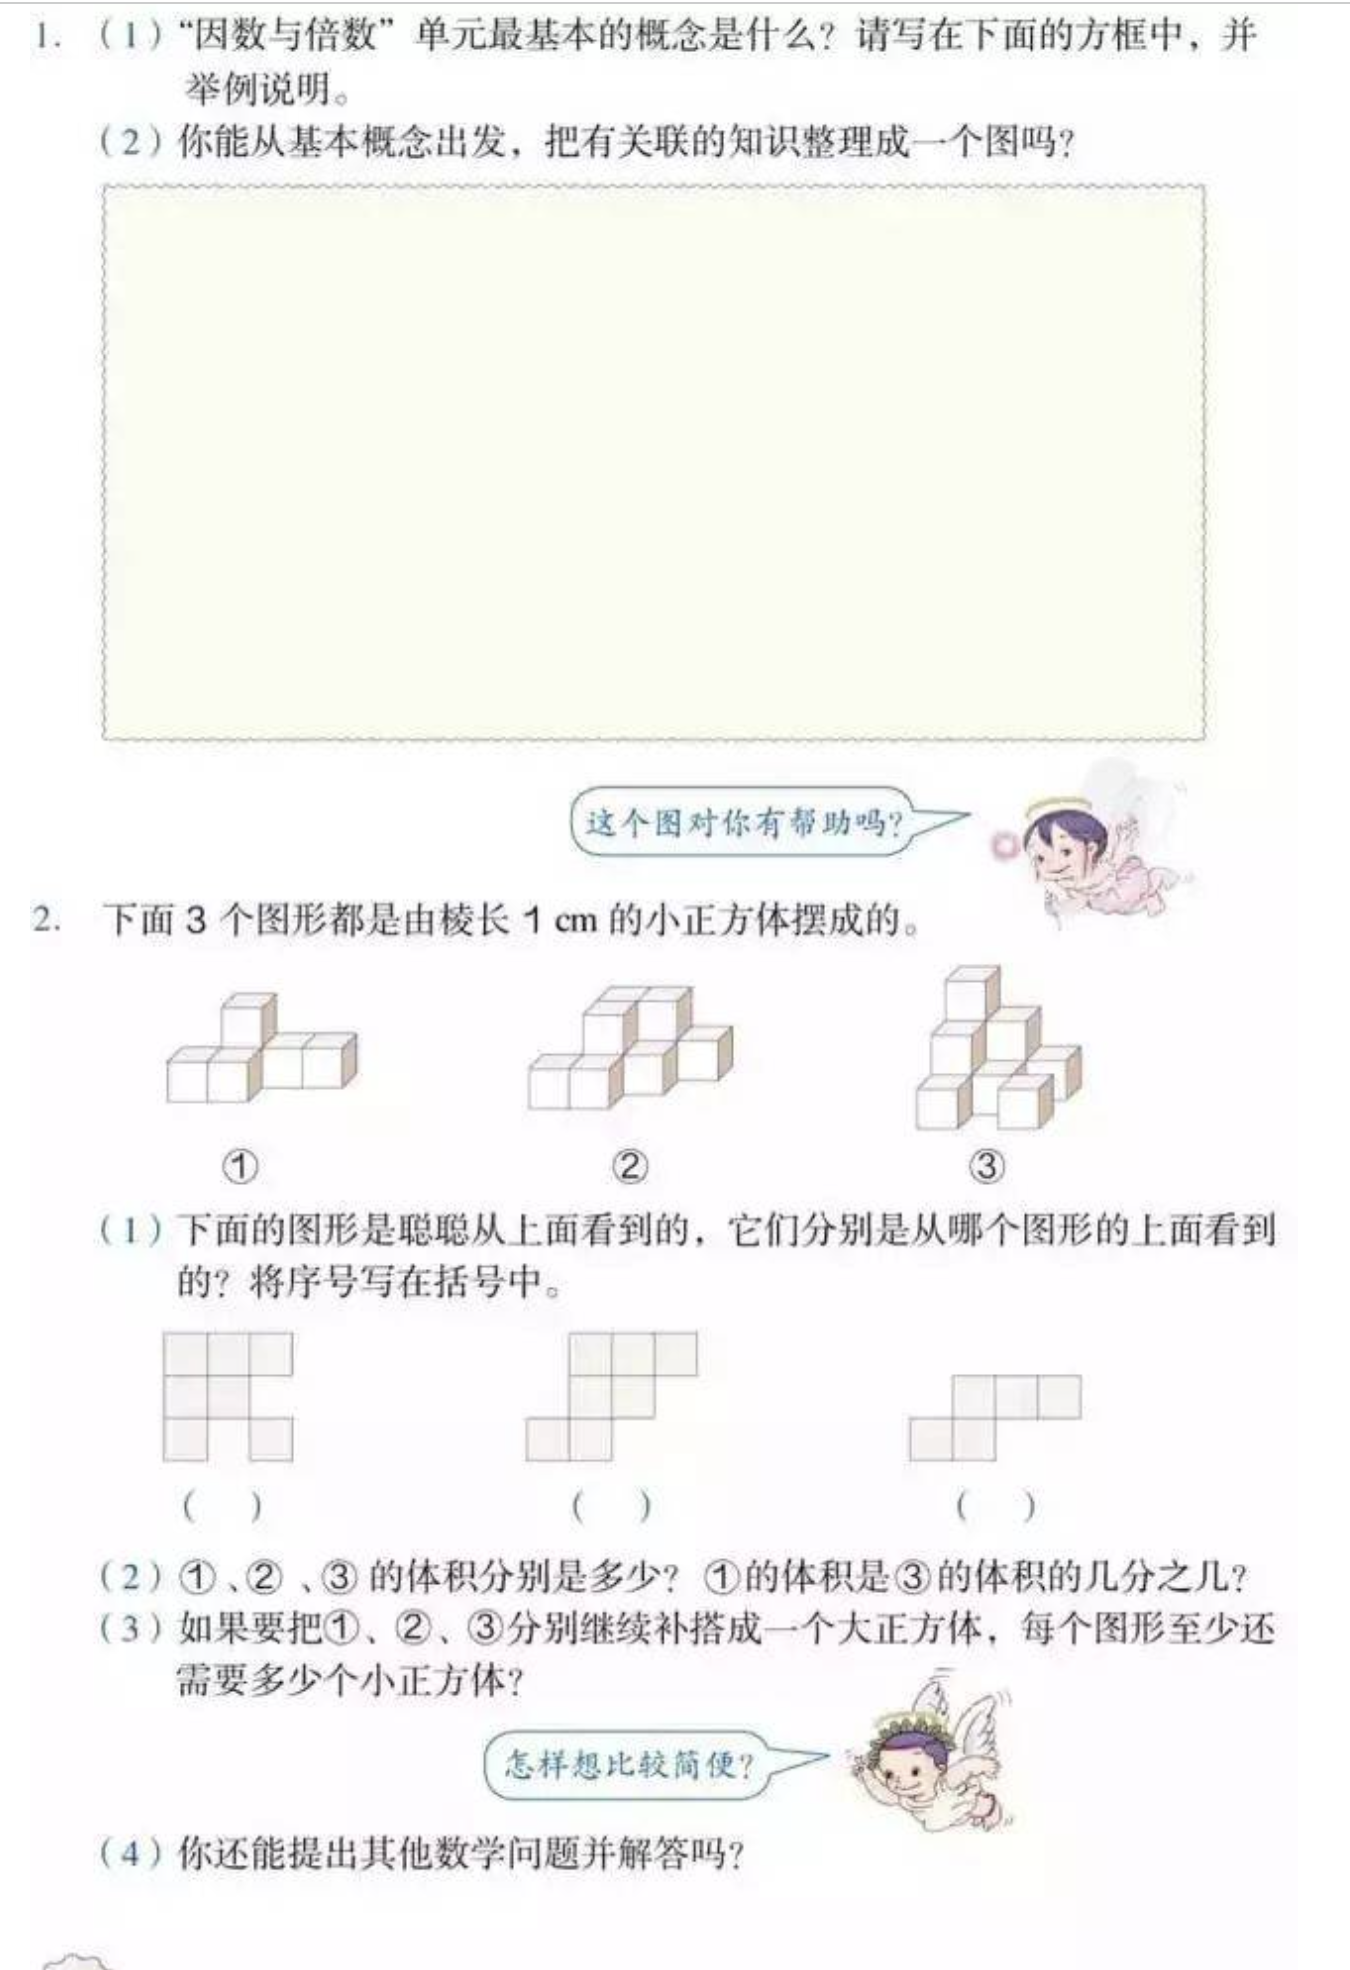 1. （1）“因数与倍数”单元最基本的概念是什么？请写在下面的方框中，并
举例说明。
（2）你能从基本概念出发，把有关联的知识整理成一个图吗？
这个图对你有帮助吗？
2. 下面 3 个图形都是由棱长 1 cm 的小正方体摆成的。
① ② ③
（1）下面的图形是聪聪从上面看到的，它们分别是从哪个图形的上面看到
的？将序号写在括号中。
（ ） （ ） （ ）
（2）①、②、③ 的体积分别是多少？①的体积是③的体积的几分之几？
（3）如果要把①、②、③分别继续补搭成一个大正方体，每个图形至少还
需要多少个小正方体？
怎样想比较简便？
（4）你还能提出其他数学问题并解答吗？